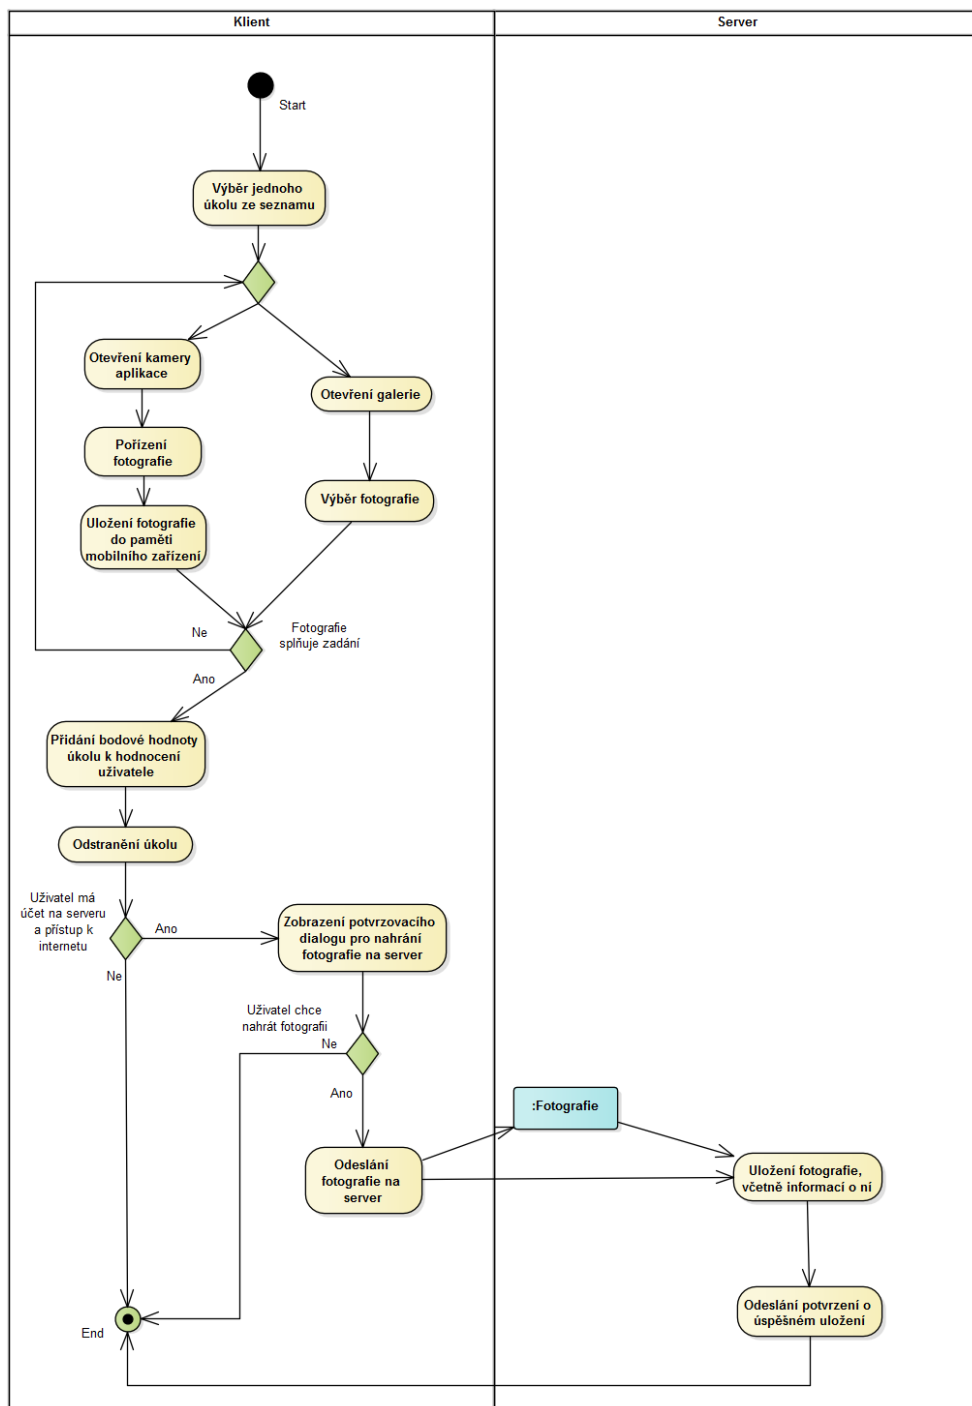 Klient
Server
Start
Výběr jednoho
úkolu ze seznamu
Otevření kamery
aplikace
Otevření galerie
Pořízení
fotografie
Výběr fotografie
Uložení fotografie
do paměti
mobilního zařízení
Ne
Fotografie
splňuje zadání
Ano
Přidání bodové hodnoty
úkolu k hodnocení
uživatele
Odstranění úkolu
Uživatel má
účet na serveru
a přístup k
internetu
Ano
Ne
Zobrazení potvrzovacího
dialogu pro nahrání
fotografie na server
Uživatel chce
nahrát fotografii
Ne
Ano
:Fotografie
Odeslání
fotografie na
server
Uložení fotografie,
včetně informací o ní
Odeslání potvrzení o
úspěšném uložení
End